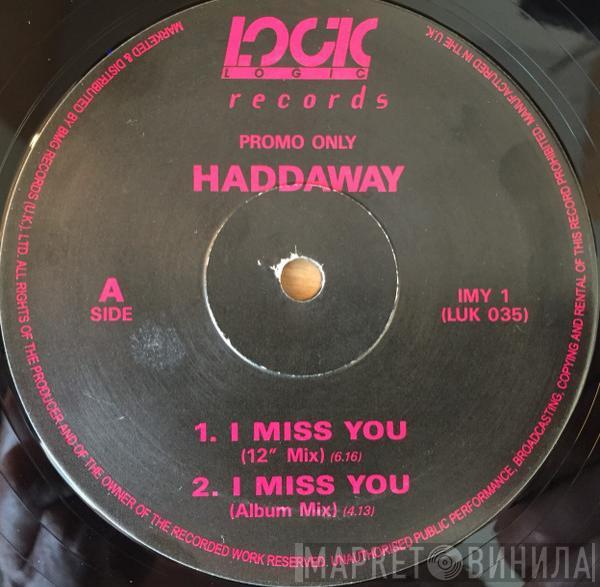 LOGIC
LOGIC
records
PROMO ONLY
HADDAWAY
A
SIDE
IMY 1
(LUK 035)
1. I MISS YOU
(12" Mix) (6.16)
2. I MISS YOU
(Album Mix) (4.13)
MARKETED & DISTRIBUTED BY BMG RECORDS (U.K.) LTD. ALL RIGHTS OF THE PRODUCER AND OF THE OWNER OF THE RECORDED WORK RESERVED. UNAUTHORISED PUBLIC PERFORMANCE, BROADCASTING, COPYING AND RENTAL OF THIS RECORD PROHIBITED MANUFACTURED IN THE U.K.
МАРКЕТ ВИНИЛА